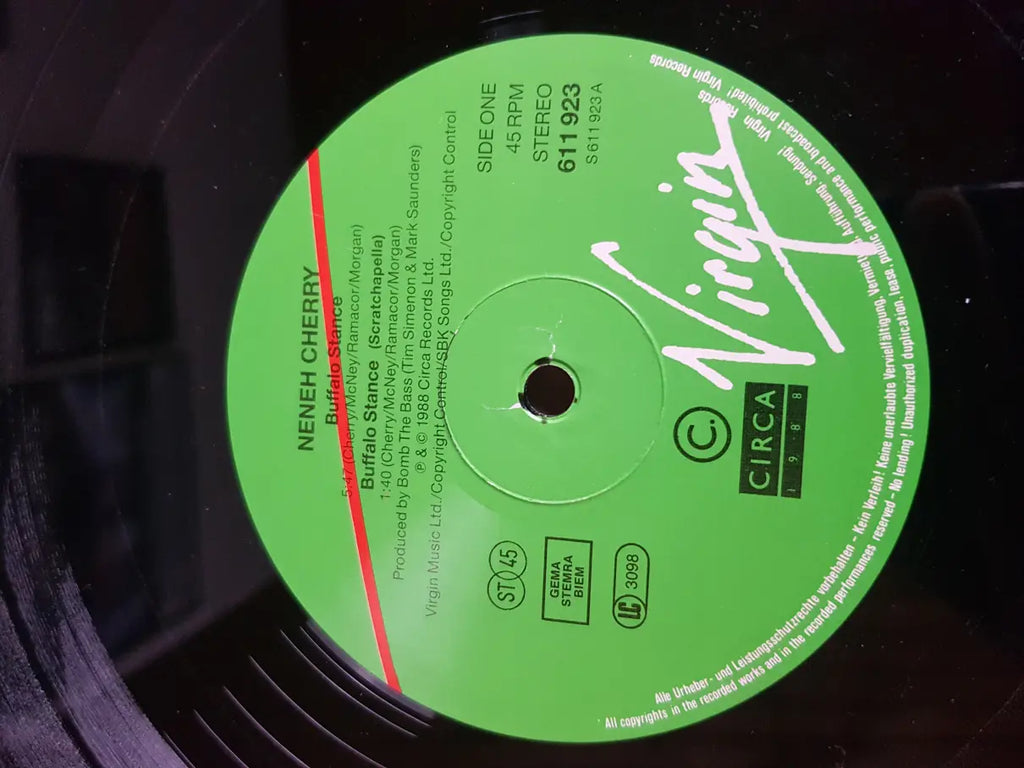 NENEH CHERRY
Buffalo Stance
5:47 (Cherry/McNey/Ramacor/Morgan)
Buffalo Stance (Scratchapella)
1:40 (Cherry/McNey/Ramacor/Morgan)
Produced by Bomb The Bass (Tim Simenon & Mark Saunders)
℗ & © 1988 Circa Records Ltd.
Virgin Music Ltd./Copyright Control/SBK Songs Ltd./Copyright Control
SIDE ONE
45 RPM
STEREO
611 923
S 611 923 A
ST 45
GEMA
STEMRA
BIEM
LC 3098
Virgin
C.
CIRCA
1988
Alle Urheber- und Leistungsschutzrechte vorbehalten - Kein Verleih! Keine unerlaubte Vervielfältigung, Aufführung, Sendung! Virgin Records
All copyrights in the recorded works and in the recorded performances reserved - No lending! Unauthorized duplication, lease, public performance and broadcast prohibited! Virgin Records